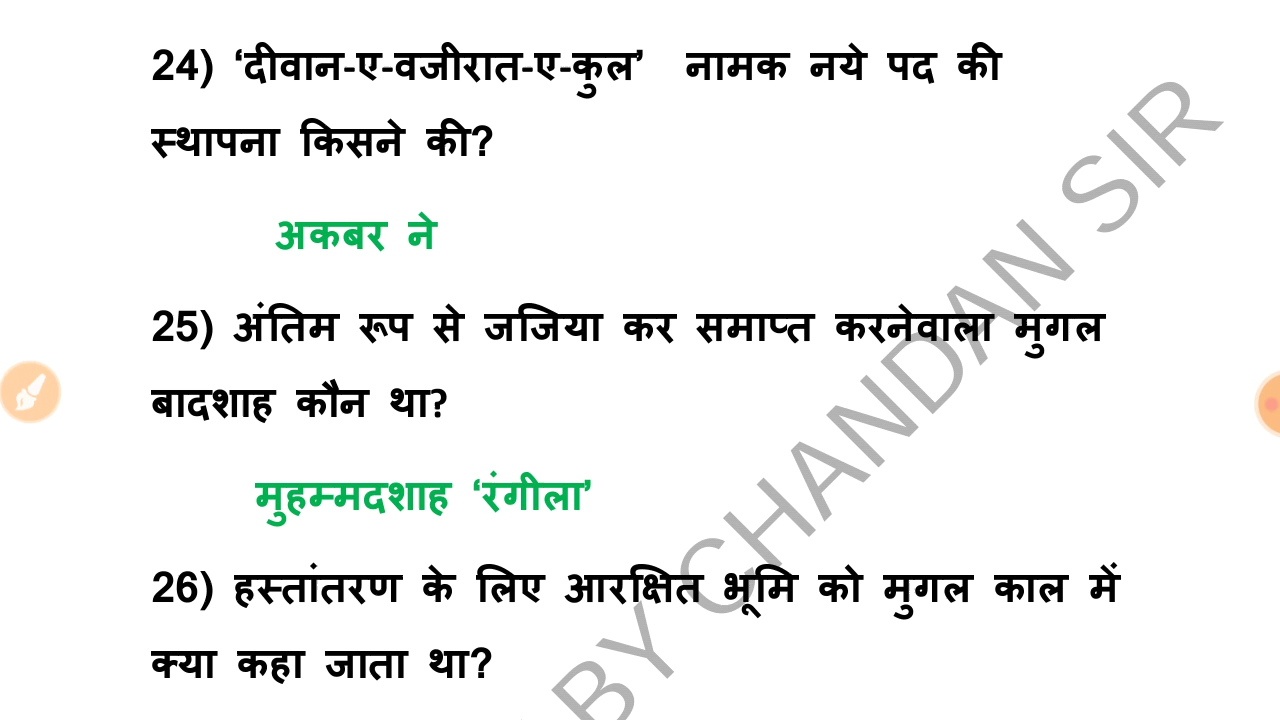 24) ‘दीवान-ए-वजीरात-ए-कुल’ नामक नये पद की
स्थापना किसने की?
अकबर ने
25) अंतिम रूप से जजिया कर समाप्त करनेवाला मुगल
बादशाह कौन था?
मुहम्मदशाह ‘रंगीला’
26) हस्तांतरण के लिए आरक्षित भूमि को मुगल काल में
क्या कहा जाता था?
BY CHANDAN SIR